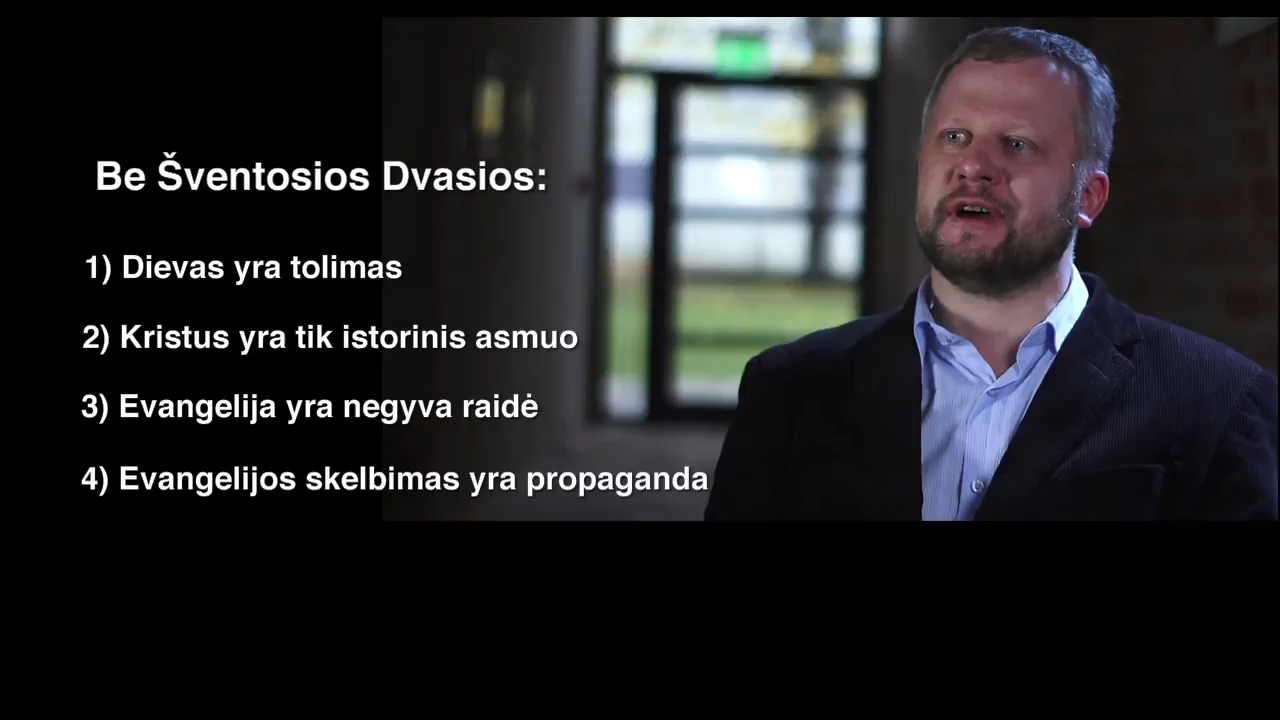 Be Šventosios Dvasios:
1) Dievas yra tolimas
2) Kristus yra tik istorinis asmuo
3) Evangelija yra negyva raidė
4) Evangelijos skelbimas yra propaganda